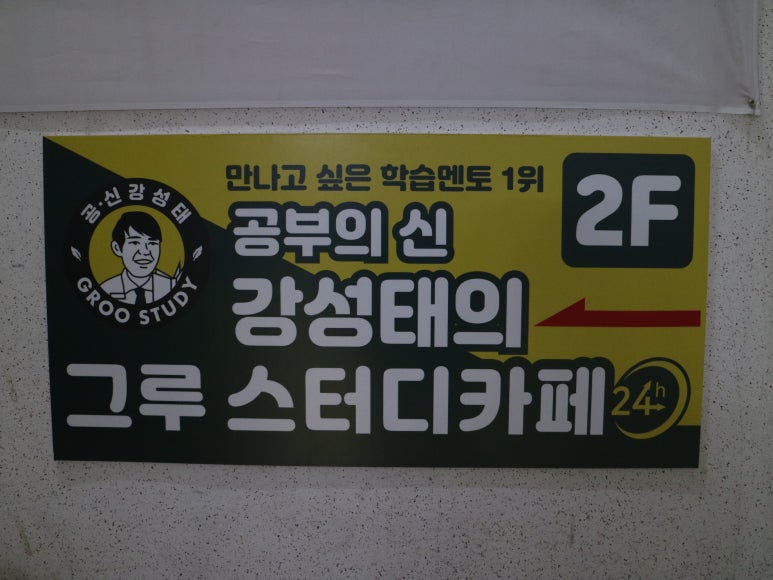 만나고 싶은 학습멘토 1위
2F
공부의 신
강성태의
그루 스터디카페
24h
공·신강성태
GROO STUDY